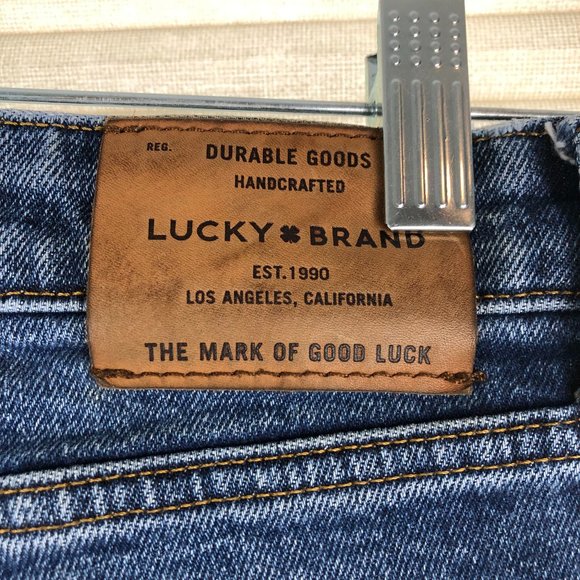 REG. DURABLE GOODS
HANDCRAFTED
LUCKY BRAND
EST. 1990
LOS ANGELES, CALIFORNIA
THE MARK OF GOOD LUCK